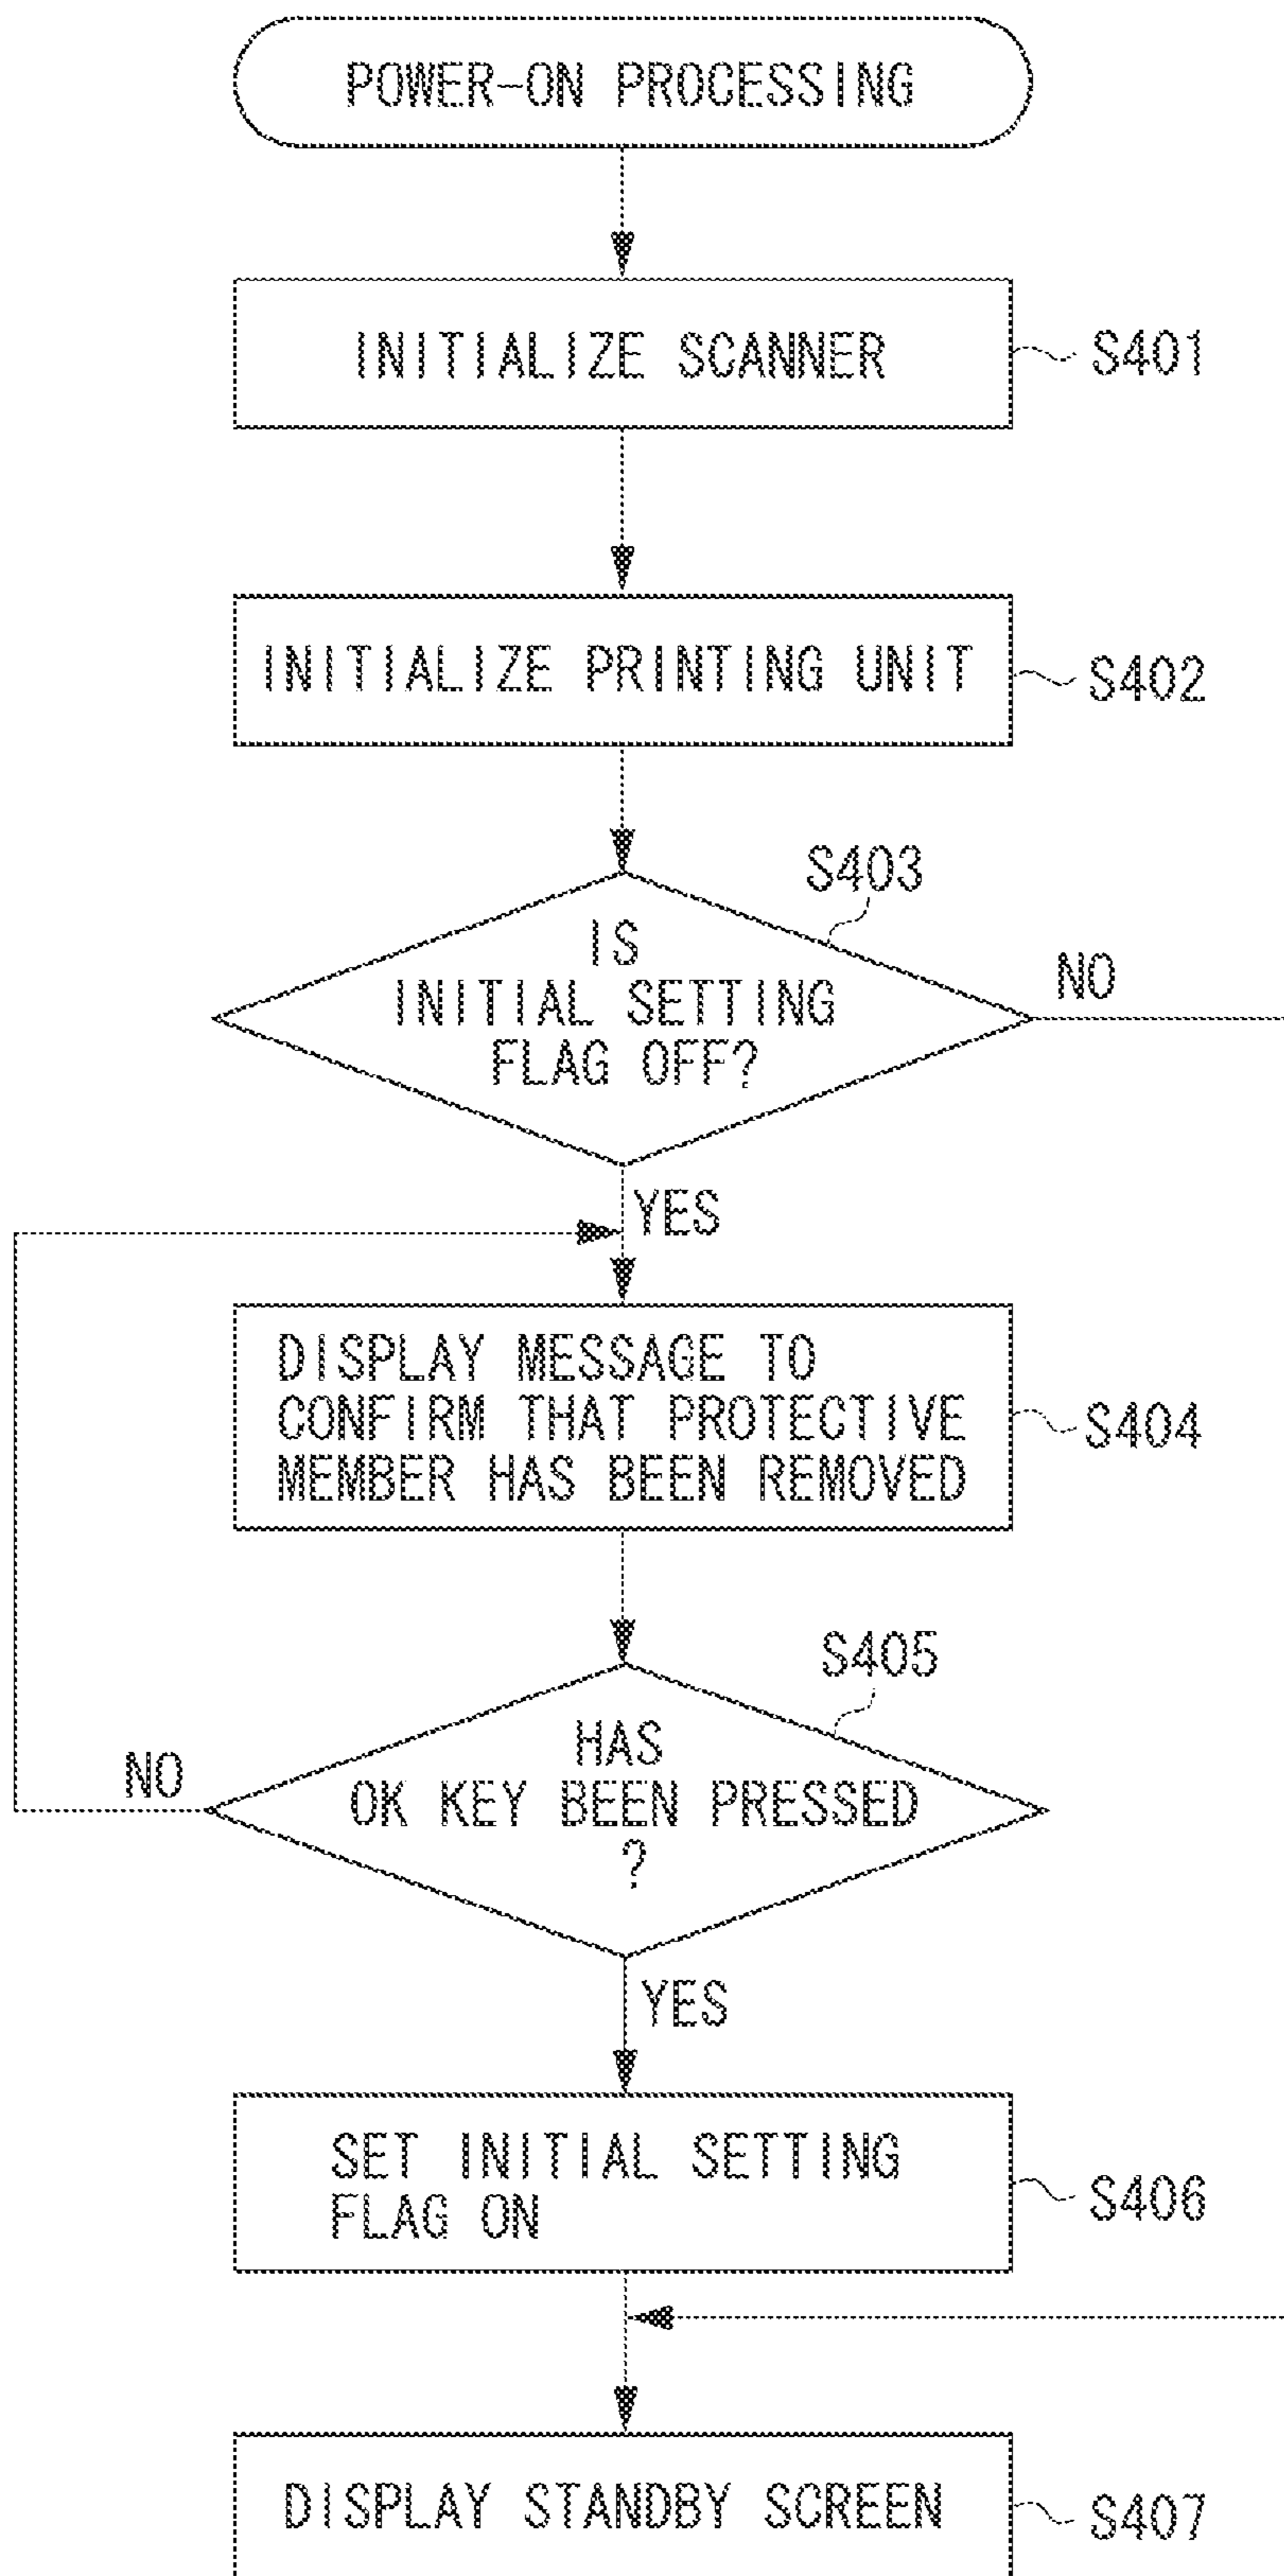 POWER-ON PROCESSING
INITIALIZE SCANNER
S401
INITIALIZE PRINTING UNIT
S402
S403
IS
INITIAL SETTING
FLAG OFF?
NO
YES
DISPLAY MESSAGE TO
CONFIRM THAT PROTECTIVE
MEMBER HAS BEEN REMOVED
S404
S405
HAS
OK KEY BEEN PRESSED
?
NO
YES
SET INITIAL SETTING
FLAG ON
S406
DISPLAY STANDBY SCREEN
S407